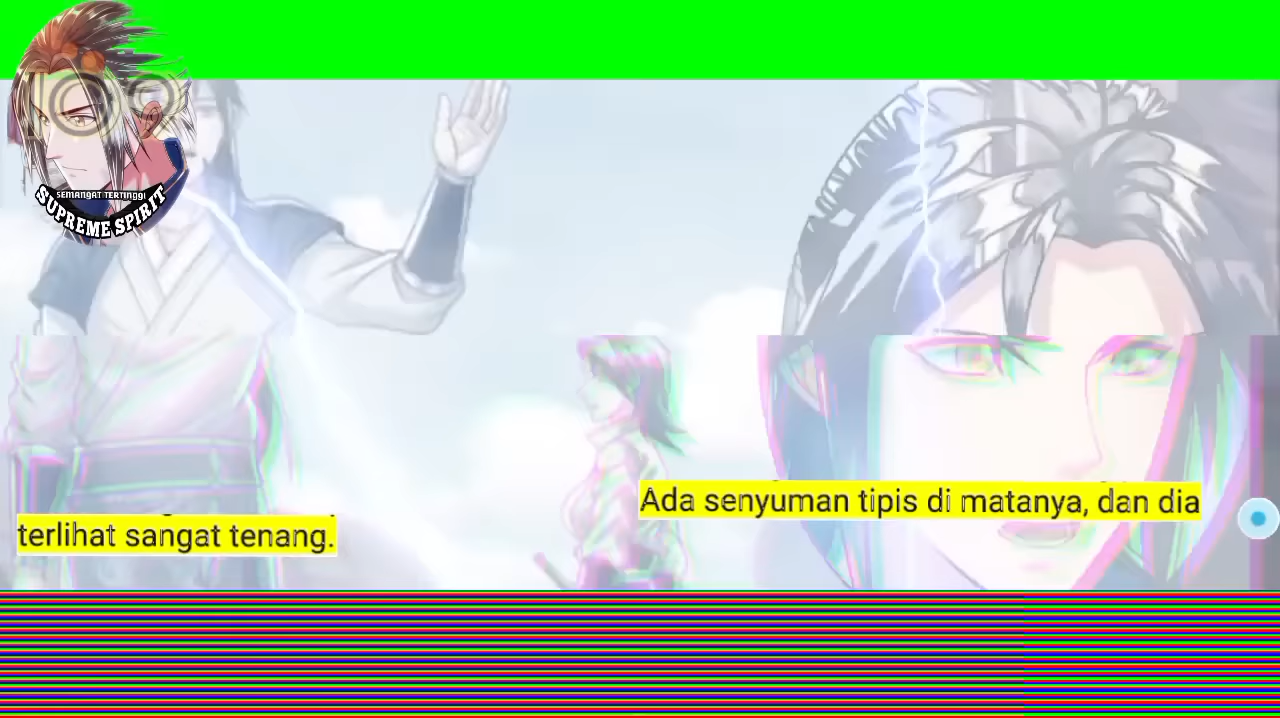 SEMANGAT TERTINGGI
SUPREME SPIRIT
Ada senyuman tipis di matanya, dan dia
terlihat sangat tenang.